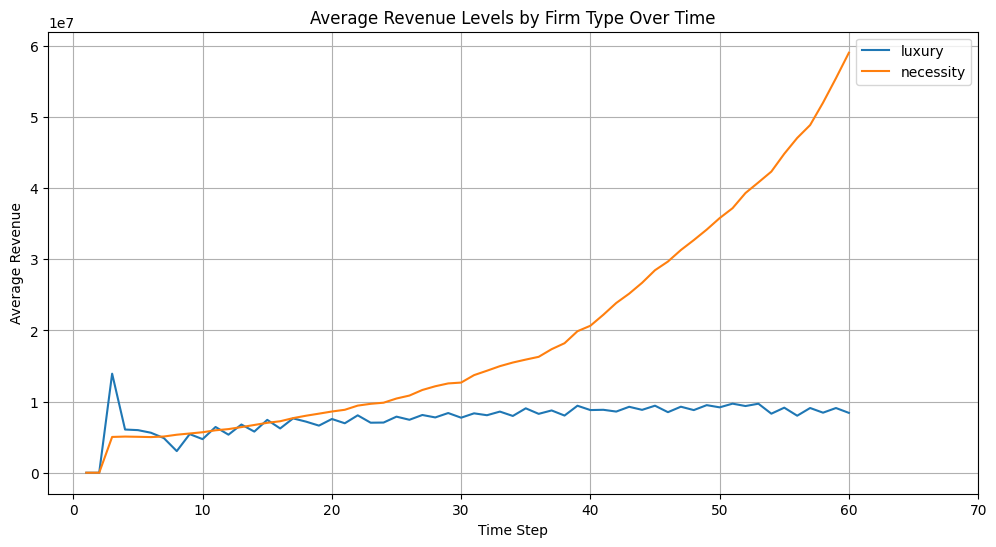 Average Revenue Levels by Firm Type Over Time
1e7
luxury
necessity
6
5
4
3
2
1
0
Average Revenue
0 10 20 30 40 50 60 70
Time Step